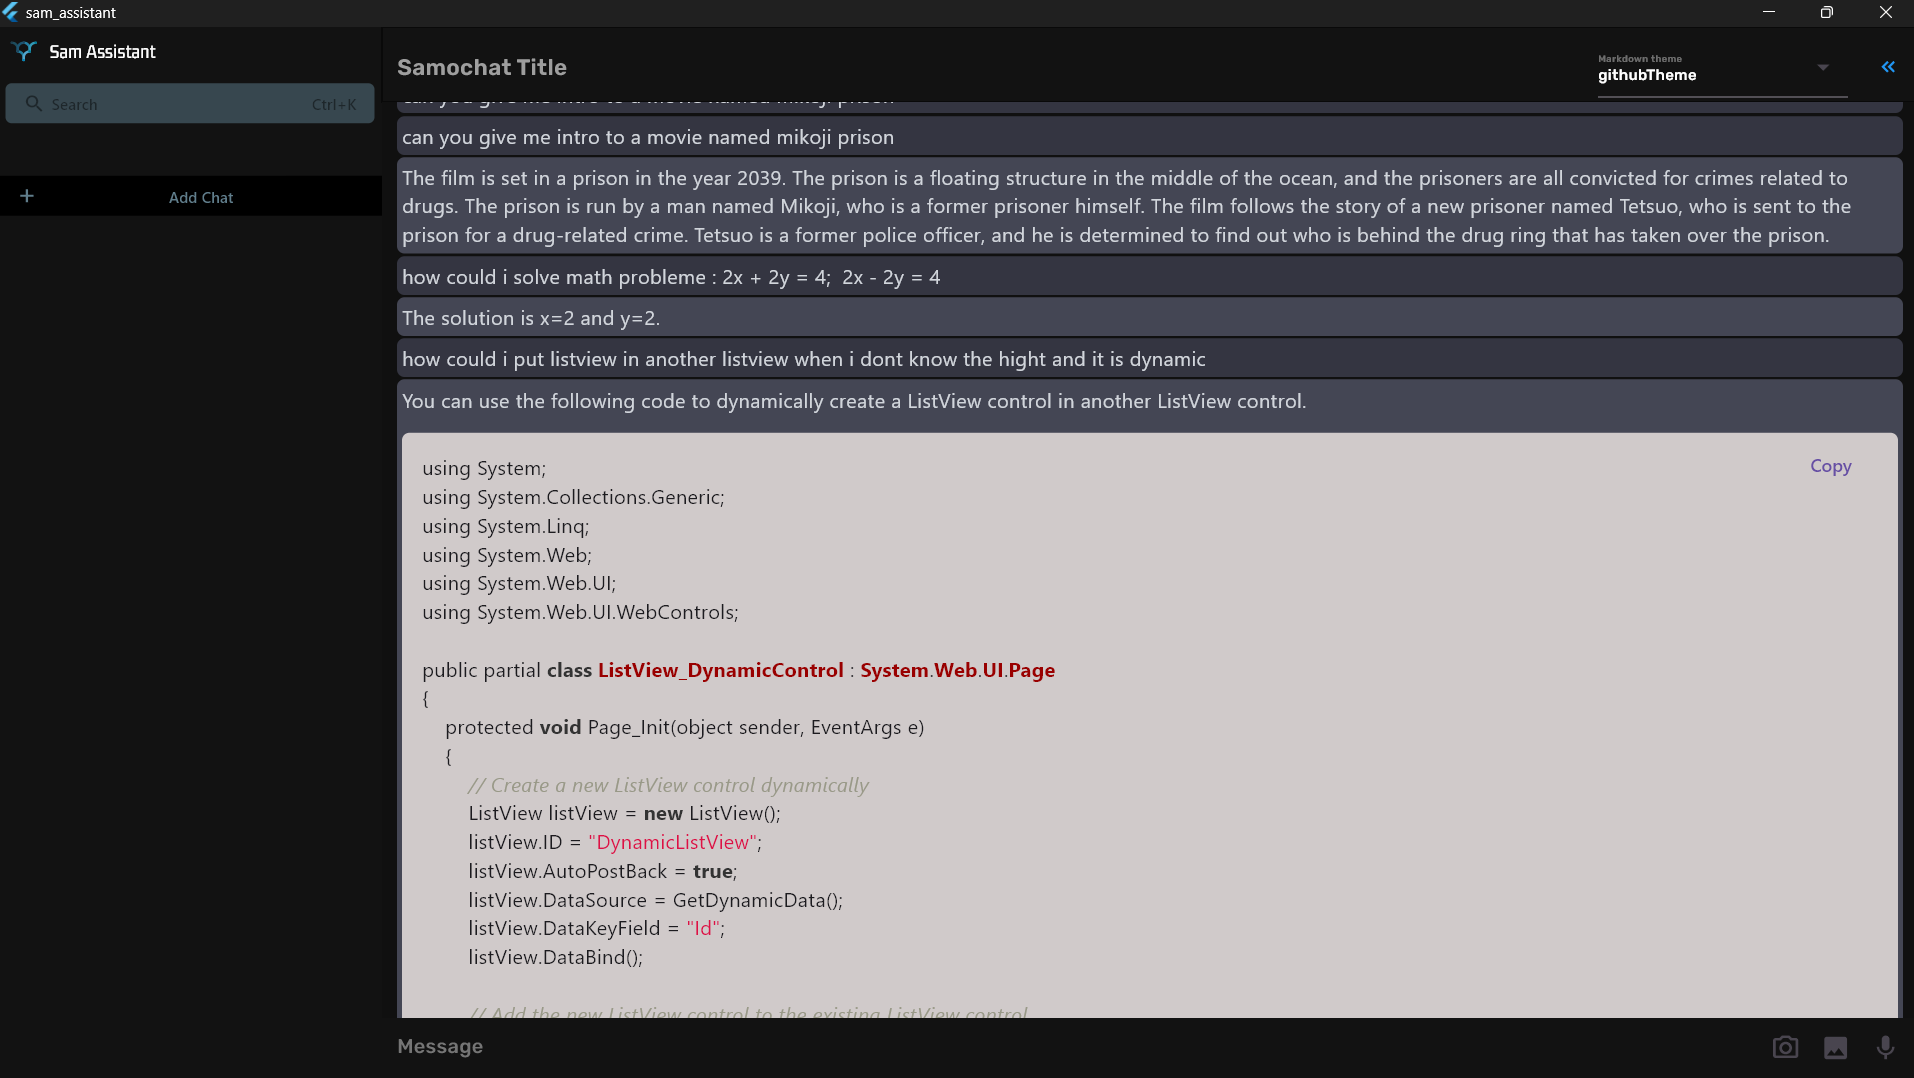 sam_assistant
Sam Assistant
Search Ctrl+K
Add Chat
Samochat Title
Markdown theme
githubTheme
can you give me intro to a movie named mikoji prison
can you give me intro to a movie named mikoji prison
The film is set in a prison in the year 2039. The prison is a floating structure in the middle of the ocean, and the prisoners are all convicted for crimes related to
drugs. The prison is run by a man named Mikoji, who is a former prisoner himself. The film follows the story of a new prisoner named Tetsuo, who is sent to the
prison for a drug-related crime. Tetsuo is a former police officer, and he is determined to find out who is behind the drug ring that has taken over the prison.
how could i solve math probleme : 2x + 2y = 4;  2x - 2y = 4
The solution is x=2 and y=2.
how could i put listview in another listview when i dont know the hight and it is dynamic
You can use the following code to dynamically create a ListView control in another ListView control.
Copy
using System;
using System.Collections.Generic;
using System.Linq;
using System.Web;
using System.Web.UI;
using System.Web.UI.WebControls;
public partial class ListView_DynamicControl : System.Web.UI.Page
{
protected void Page_Init(object sender, EventArgs e)
{
// Create a new ListView control dynamically
ListView listView = new ListView();
listView.ID = "DynamicListView";
listView.AutoPostBack = true;
listView.DataSource = GetDynamicData();
listView.DataKeyField = "Id";
listView.DataBind();
// Add the new ListView control to the existing ListView control
Message